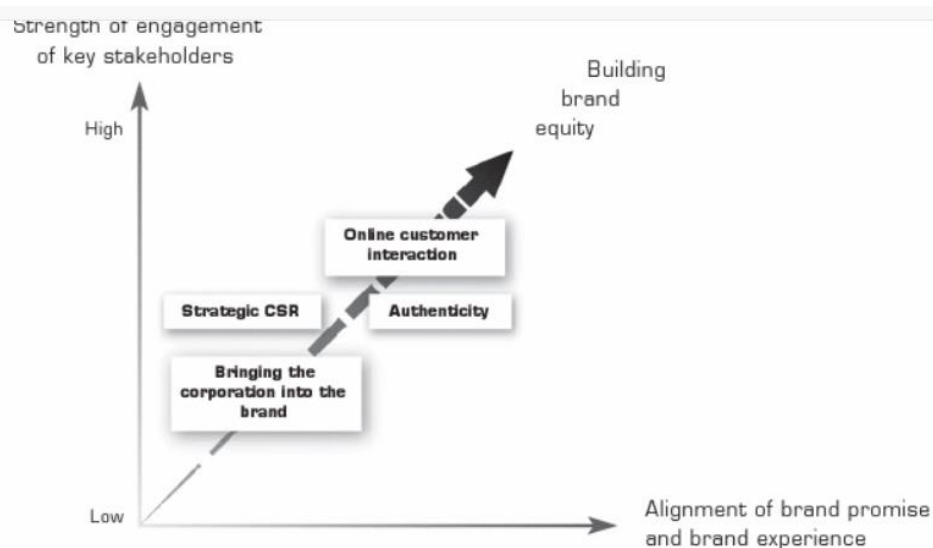 Strength of engagement
of key stakeholders
Building
brand
equity
High
Online customer
interaction
Strategic CSR
Authenticity
Bringing the
corporation into the
brand
Low
Alignment of brand promise
and brand experience